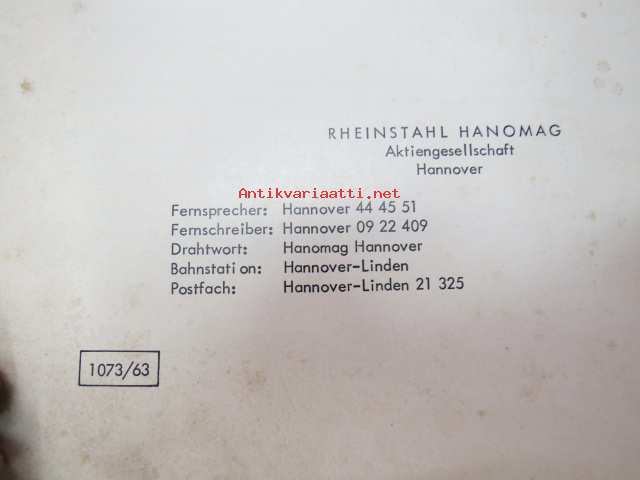 RHEINSTAHL HANOMAG
Aktiengesellschaft
Hannover
Antikvariaatti.net
Fernsprecher: Hannover 44 45 51
Fernschreiber: Hannover 09 22 409
Drahtwort: Hanomag Hannover
Bahnstation: Hannover-Linden
Postfach: Hannover-Linden 21 325
1073/63